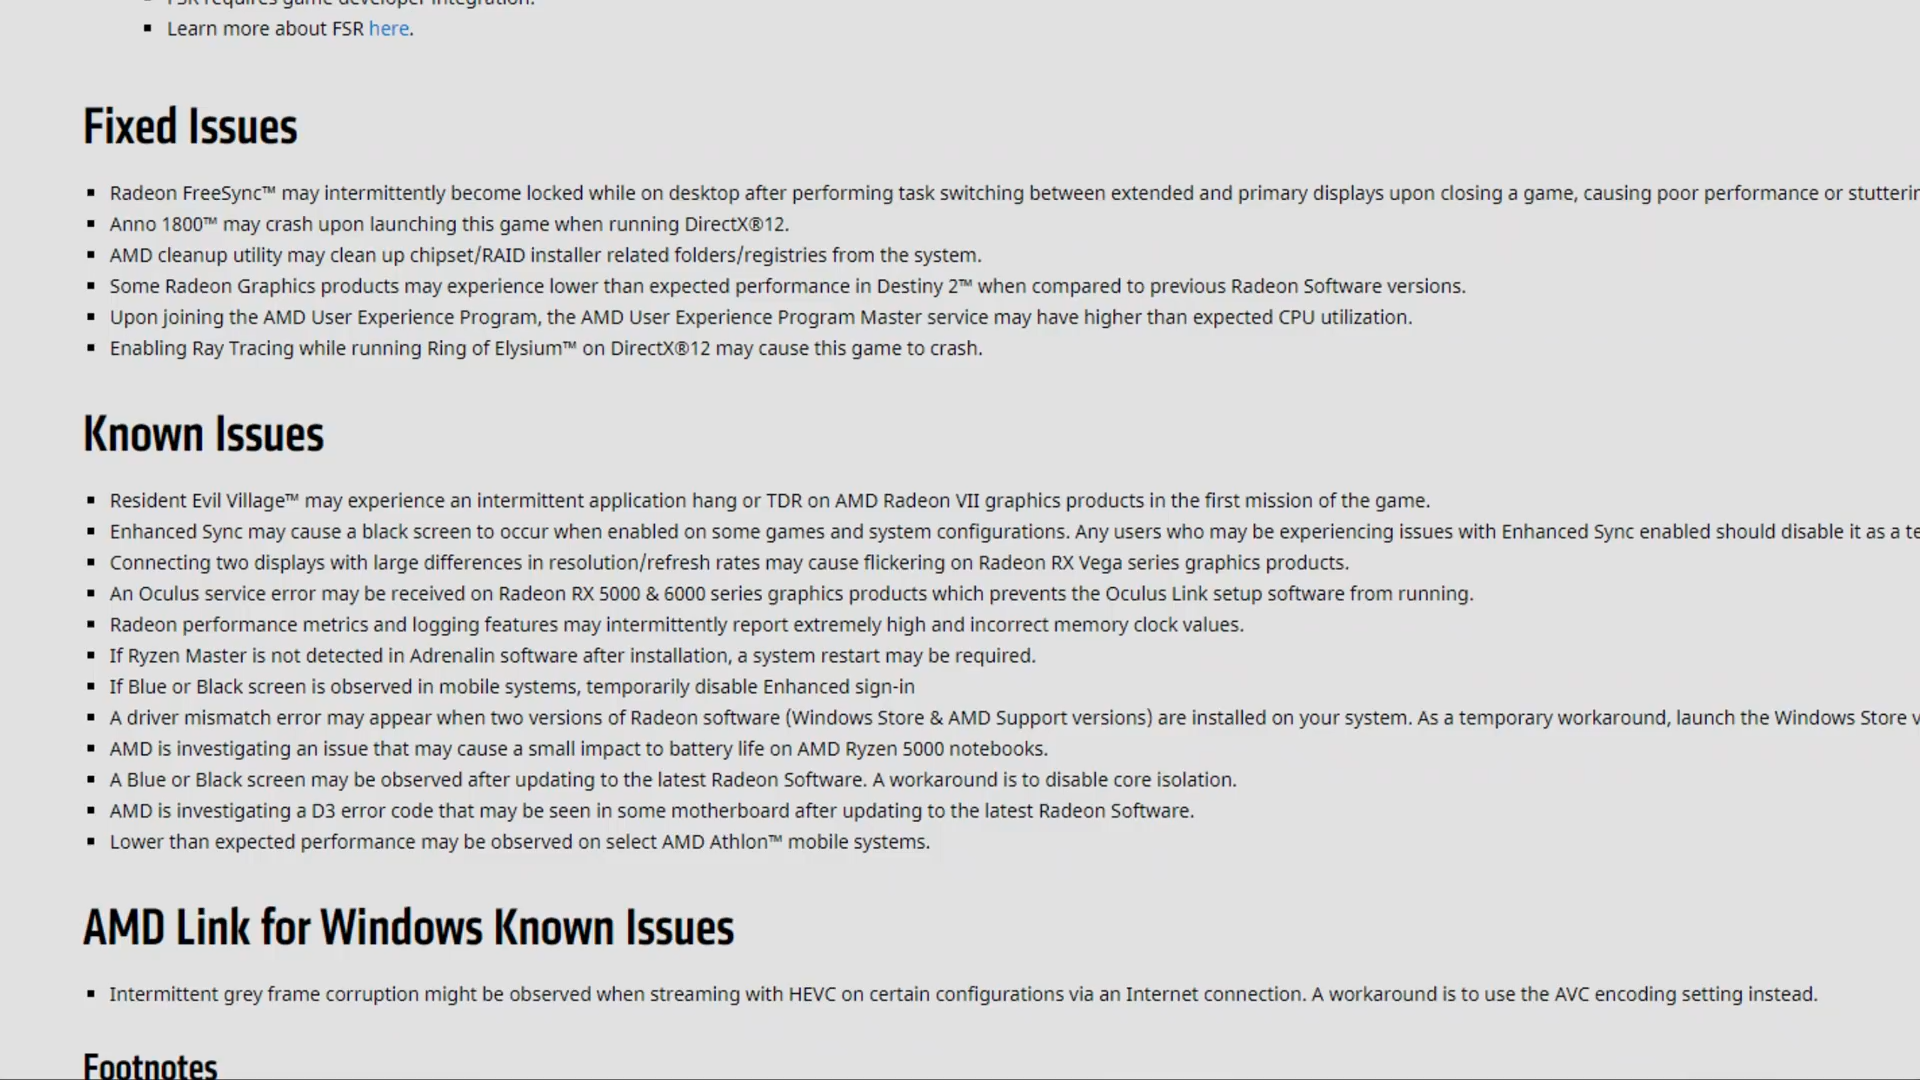 FSR requires game developer integration.
Learn more about FSR here.
Fixed Issues
Radeon FreeSync™ may intermittently become locked while on desktop after performing task switching between extended and primary displays upon closing a game, causing poor performance or
Anno 1800™ may crash upon launching this game when running DirectX®12.
AMD cleanup utility may clean up chipset/RAID installer related folders/registries from the system.
Some Radeon Graphics products may experience lower than expected performance in Destiny 2™ when compared to previous Radeon Software versions.
Upon joining the AMD User Experience Program, the AMD User Experience Program Master service may have higher than expected CPU utilization.
Enabling Ray Tracing while running Ring of Elysium™ on DirectX®12 may cause this game to crash.
Known Issues
Resident Evil Village™ may experience an intermittent application hang or TDR on AMD Radeon VII graphics products in the first mission of the game.
Enhanced Sync may cause a black screen to occur when enabled on some games and system configurations. Any users who may be experiencing issues with Enhanced Sync enabled should disable it as a
Connecting two displays with large differences in resolution/refresh rates may cause flickering on Radeon RX Vega series graphics products.
An Oculus service error may be received on Radeon RX 5000 & 6000 series graphics products which prevents the Oculus Link setup software from running.
Radeon performance metrics and logging features may intermittently report extremely high and incorrect memory clock values.
If Ryzen Master is not detected in Adrenalin software after installation, a system restart may be required.
If Blue or Black screen is observed in mobile systems, temporarily disable Enhanced sign-in
A driver mismatch error may appear when two versions of Radeon software (Windows Store & AMD Support versions) are installed on your system. As a temporary workaround, launch the Windows Store
AMD is investigating an issue that may cause a small impact to battery life on AMD Ryzen 5000 notebooks.
A Blue or Black screen may be observed after updating to the latest Radeon Software. A workaround is to disable core isolation.
AMD is investigating a D3 error code that may be seen in some motherboard after updating to the latest Radeon Software.
Lower than expected performance may be observed on select AMD Athlon™ mobile systems.
AMD Link for Windows Known Issues
Intermittent grey frame corruption might be observed when streaming with HEVC on certain configurations via an Internet connection. A workaround is to use the AVC encoding setting instead.
Footnotes